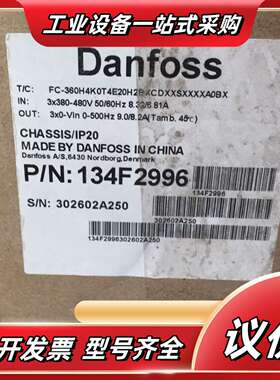 工业设备一站式采购
Danfoss
T/C: FC-360H4K0T4E20H2BXCDXXSXXXXA0BX
IN: 3x380-480V 50/60Hz 8.30/6.81A
OUT: 3x0-Vin 0-500Hz 9.0/8.2A(Tamb. 45℃)
CHASSIS/IP20
MADE BY DANFOSS IN CHINA
Danfoss A/S,6430 Nordborg,Denmark
P/N: 134F2996
134F2996
S/N: 302602A250
302602A250
134F2996302602A250
开发票 型号齐全
议价